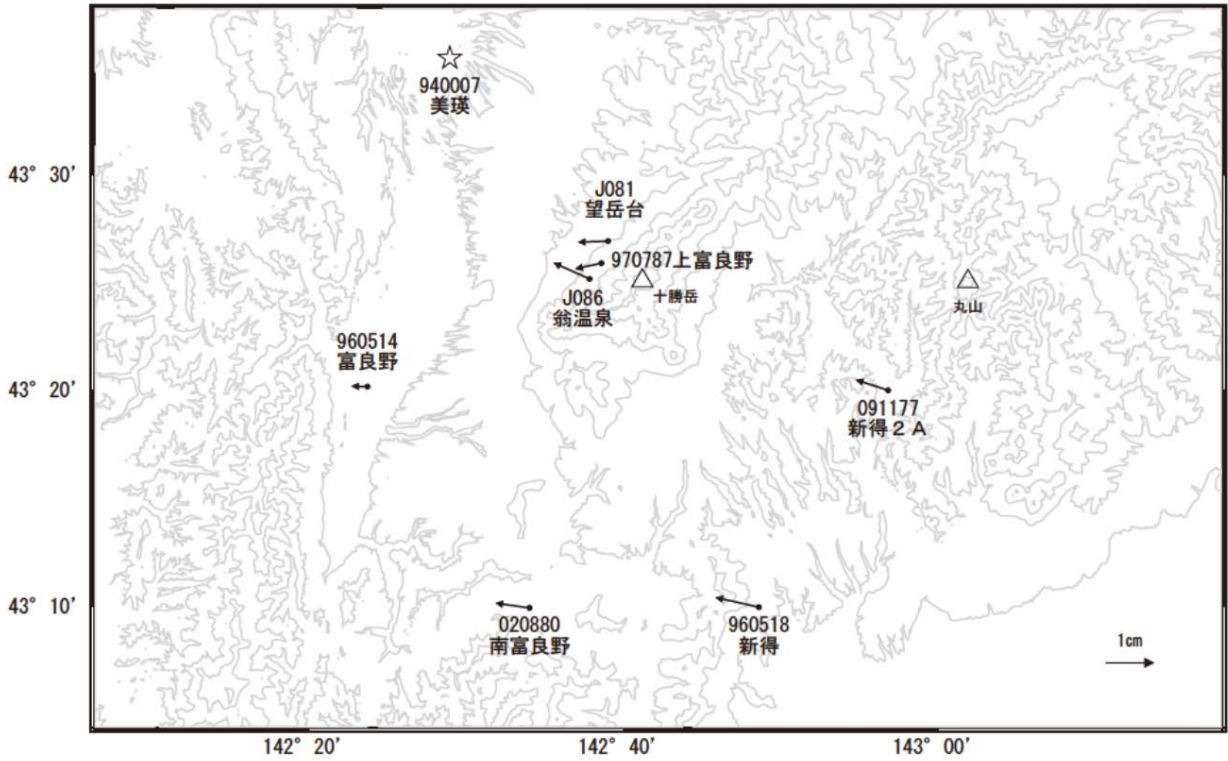 940007
美瑛
43° 30'
J081
望岳台
970787上富良野
十勝岳
J086
翁温泉
丸山
960514
富良野
43° 20'
091177
新得2A
43° 10'
020880
南富良野
960518
新得
1cm
142° 20'
142° 40'
143° 00'